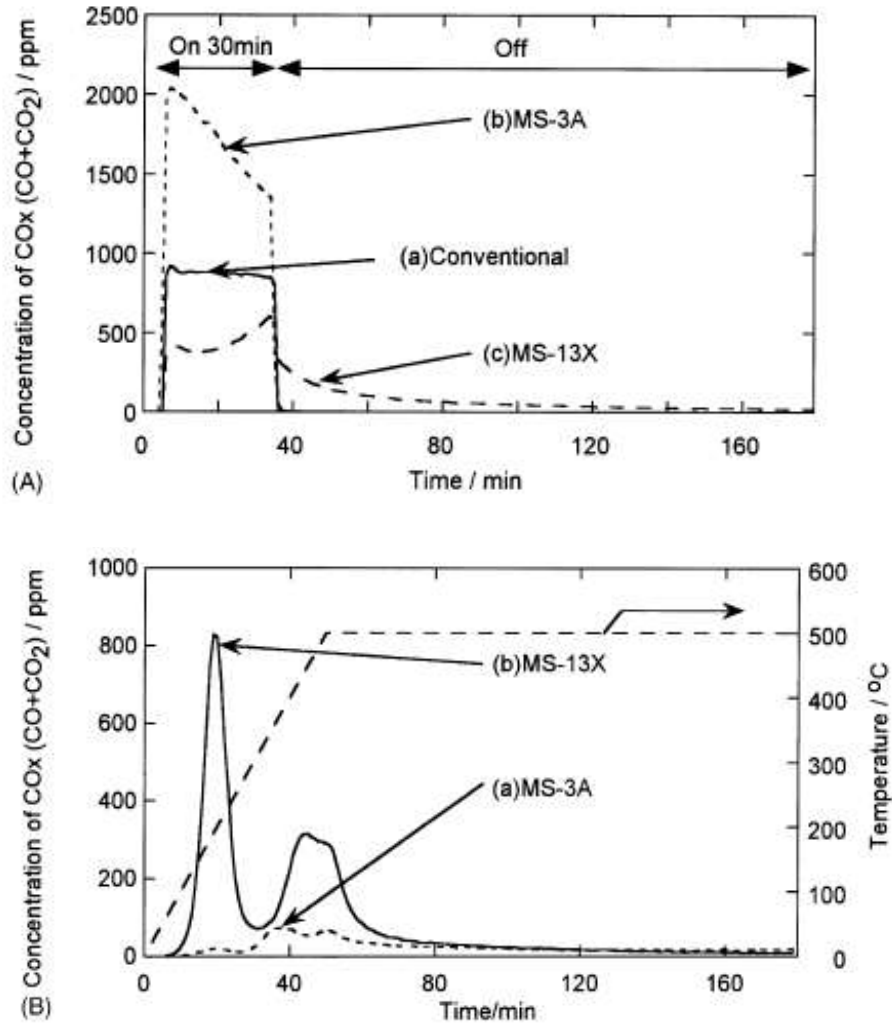 2500
2000
1500
1000
500
0
Concentration of COx (CO+CO₂) / ppm
On 30min
Off
(b)MS-3A
(a)Conventional
(c)MS-13X
0 40 80 120 160
Time / min
(A)
1000
800
600
400
200
0
Concentration of COx (CO+CO₂) / ppm
(b)MS-13X
(a)MS-3A
600
500
400
300
200
100
0
Temperature / °C
0 40 80 120 160
Time/min
(B)